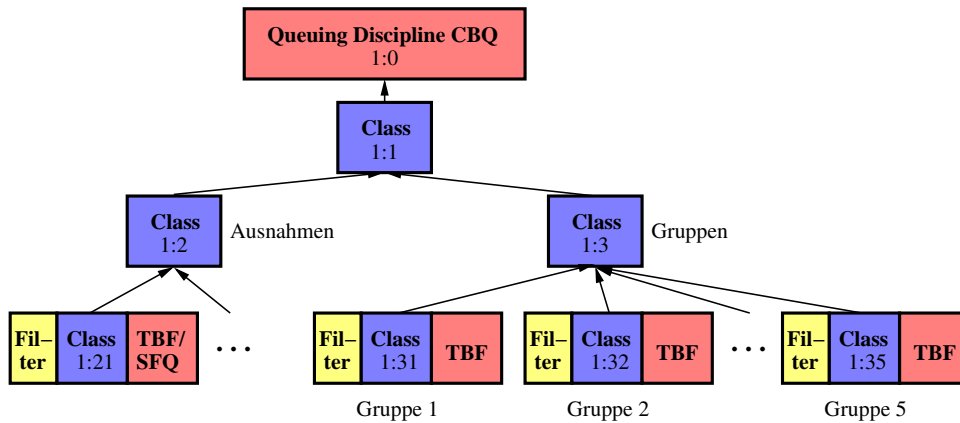 Queuing Discipline CBQ
1:0
Class
1:1
Class
1:2
Ausnahmen
Class
1:3
Gruppen
Fil–
ter
Class
1:21
TBF/
SFQ
...
Fil–
ter
Class
1:31
TBF
Fil–
ter
Class
1:32
TBF
...
Fil–
ter
Class
1:35
TBF
Gruppe 1
Gruppe 2
Gruppe 5